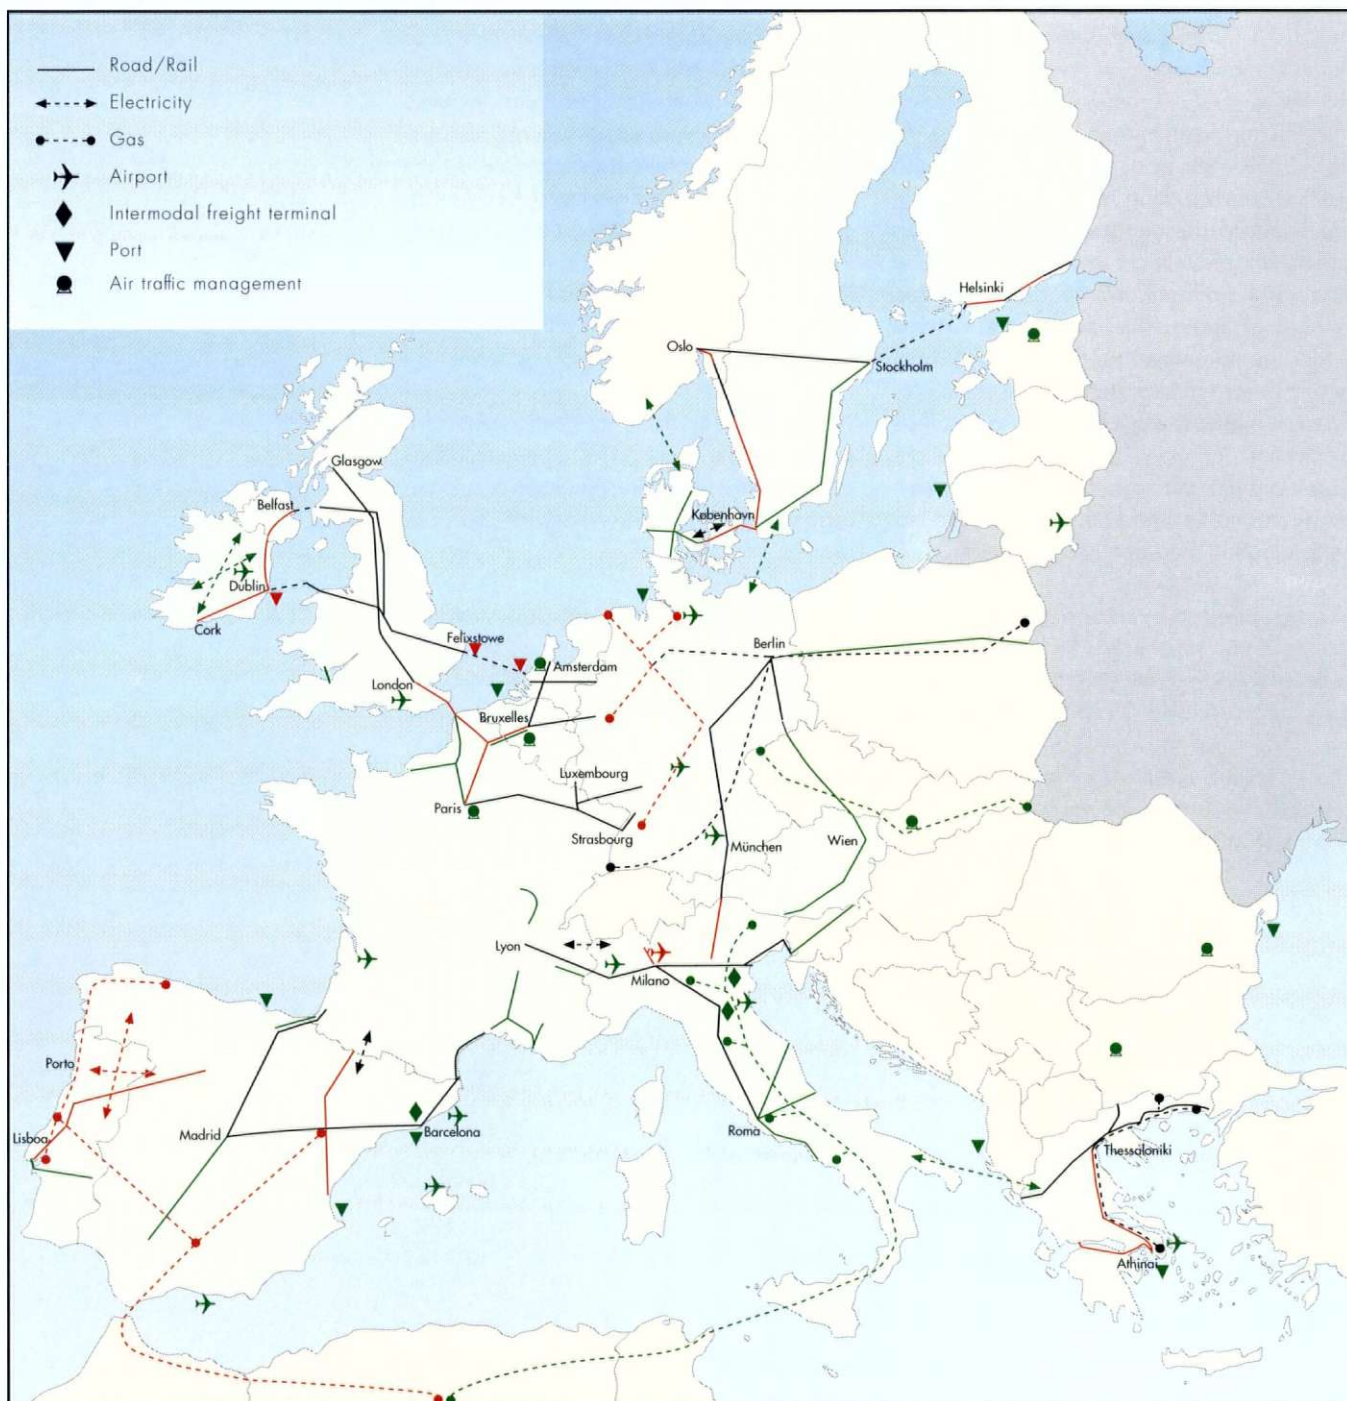 Road/Rail
Electricity
Gas
Airport
Intermodal freight terminal
Port
Air traffic management
Helsinki
Oslo
Stockholm
Glasgow
Belfast
København
Dublin
Cork
Felixstowe
Berlin
Amsterdam
London
Bruxelles
Luxembourg
Paris
Strasbourg
München
Wien
Lyon
Milano
Porto
Lisboa
Madrid
Barcelona
Roma
Thessaloniki
Athinai